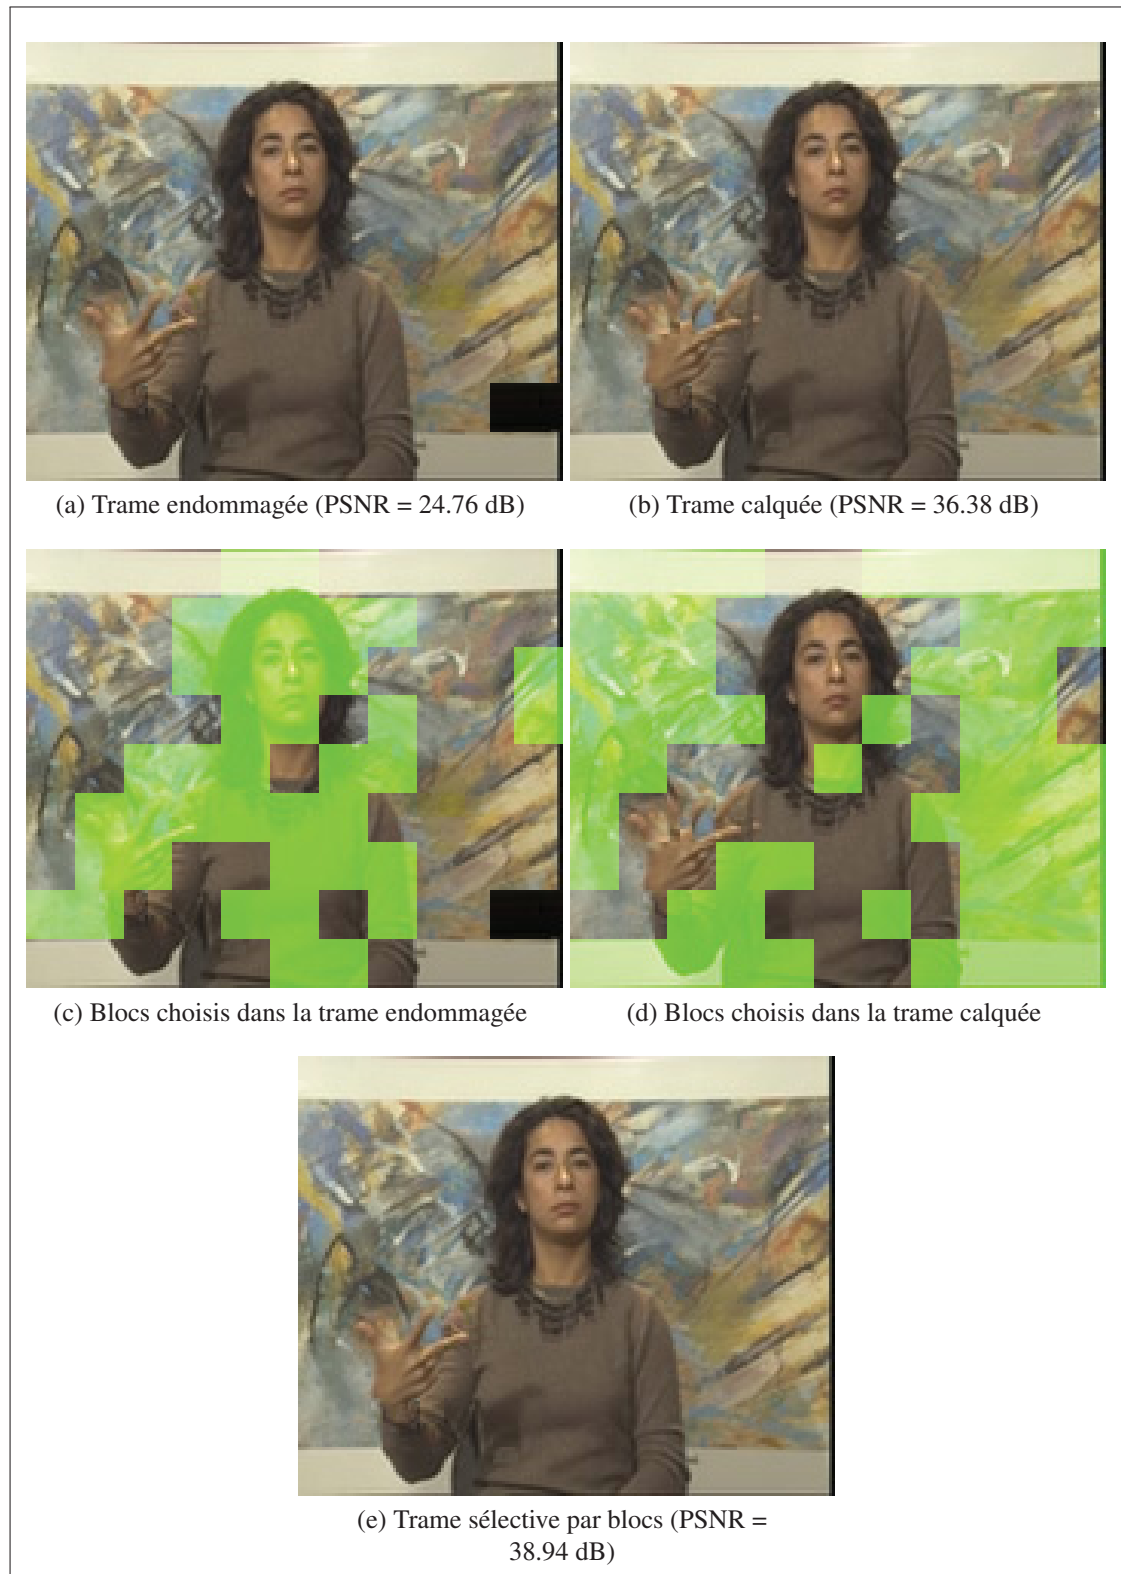 (a) Trame endommagée (PSNR = 24.76 dB)
(b) Trame calquée (PSNR = 36.38 dB)
(c) Blocs choisis dans la trame endommagée
(d) Blocs choisis dans la trame calquée
(e) Trame sélective par blocs (PSNR =
38.94 dB)